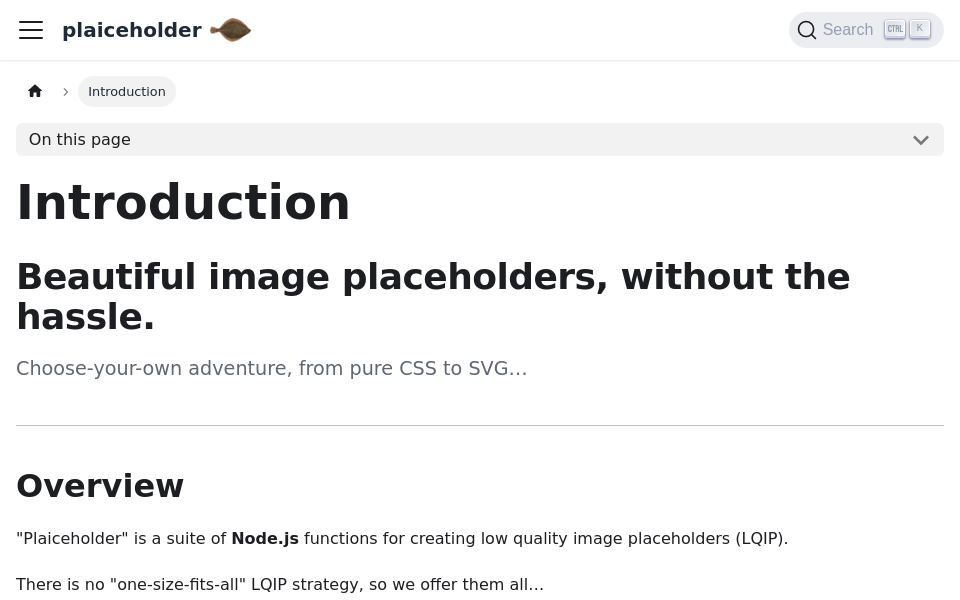 plaiceholder
Search CTRL K
Introduction
On this page
Introduction
Beautiful image placeholders, without the
hassle.
Choose-your-own adventure, from pure CSS to SVG…
Overview
"Plaiceholder" is a suite of Node.js functions for creating low quality image placeholders (LQIP).
There is no "one-size-fits-all" LQIP strategy, so we offer them all…